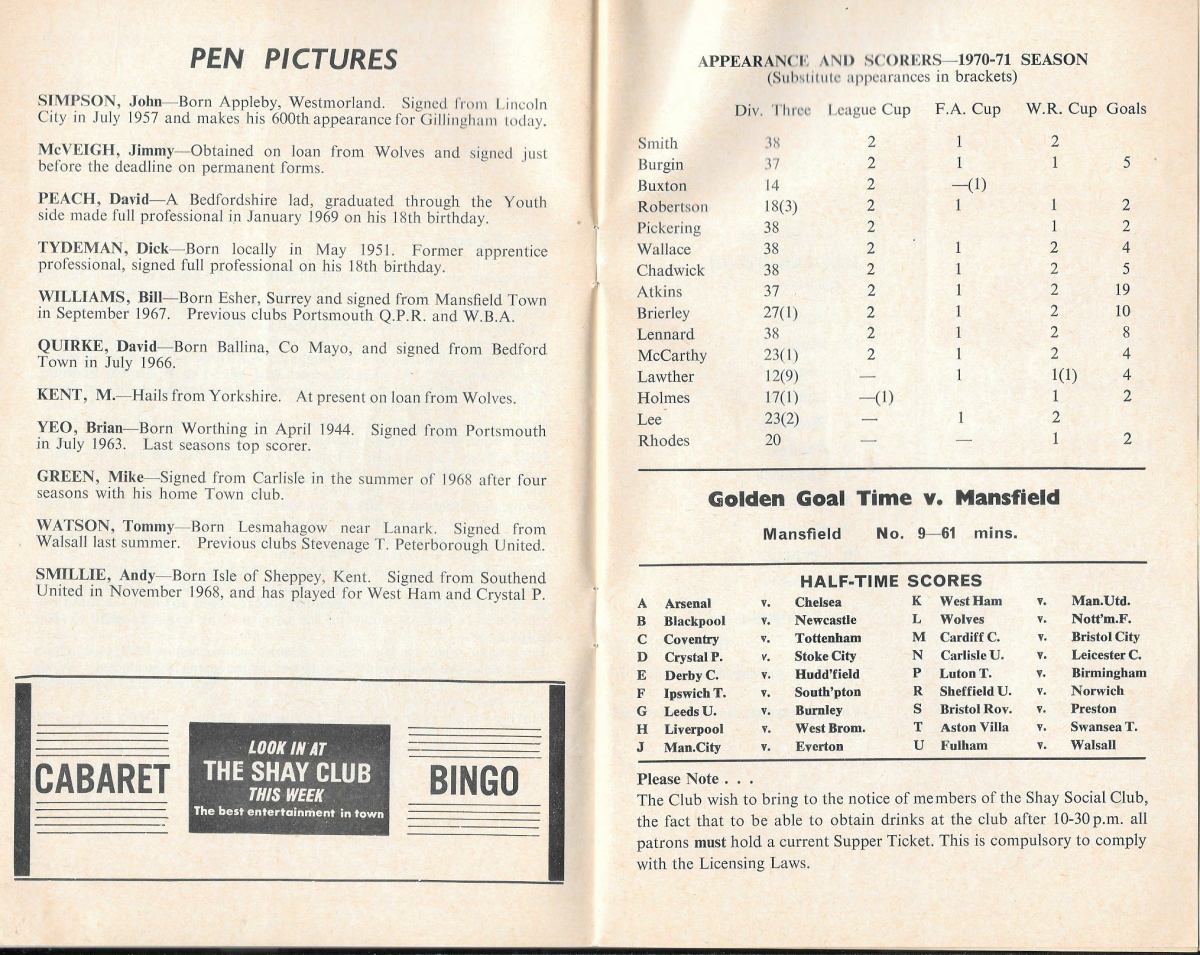 PEN PICTURES
SIMPSON, John—Born Appleby, Westmorland. Signed from Lincoln
City in July 1957 and makes his 600th appearance for Gillingham today.
McVEIGH, Jimmy—Obtained on loan from Wolves and signed just
before the deadline on permanent forms.
PEACH, David—A Bedfordshire lad, graduated through the Youth
side made full professional in January 1969 on his 18th birthday.
TYDEMAN, Dick—Born locally in May 1951. Former apprentice
professional, signed full professional on his 18th birthday.
WILLIAMS, Bill—Born Esher, Surrey and signed from Mansfield Town
in September 1967. Previous clubs Portsmouth Q.P.R. and W.B.A.
QUIRKE, David—Born Ballina, Co Mayo, and signed from Bedford
Town in July 1966.
KENT, M.—Hails from Yorkshire. At present on loan from Wolves.
YEO, Brian—Born Worthing in April 1944. Signed from Portsmouth
in July 1963. Last seasons top scorer.
GREEN, Mike—Signed from Carlisle in the summer of 1968 after four
seasons with his home Town club.
WATSON, Tommy—Born Lesmahagow near Lanark. Signed from
Walsall last summer. Previous clubs Stevenage T. Peterborough United.
SMILLIE, Andy—Born Isle of Sheppey, Kent. Signed from Southend
United in November 1968, and has played for West Ham and Crystal P.
CABARET
LOOK IN AT
THE SHAY CLUB
THIS WEEK
The best entertainment in town
BINGO
APPEARANCE AND SCORERS—1970-71 SEASON
(Substitute appearances in brackets)
Div. Three League Cup F.A. Cup W.R. Cup Goals
Smith 38 2 1 2
Burgin 37 2 1 1 5
Buxton 14 2 —(1)
Robertson 18(3) 2 1 1 2
Pickering 38 2 1 2
Wallace 38 2 1 2 4
Chadwick 38 2 1 2 5
Atkins 37 2 1 2 19
Brierley 27(1) 2 1 2 10
Lennard 38 2 1 2 8
McCarthy 23(1) 2 1 2 4
Lawther 12(9) — 1 1(1) 4
Holmes 17(1) —(1) 1 2
Lee 23(2) — 1 2
Rhodes 20 — — 1 2
Golden Goal Time v. Mansfield
Mansfield No. 9—61 mins.
HALF-TIME SCORES
A Arsenal v. Chelsea K West Ham v. Man.Utd.
B Blackpool v. Newcastle L Wolves v. Nott'm.F.
C Coventry v. Tottenham M Cardiff C. v. Bristol City
D Crystal P. v. Stoke City N Carlisle U. v. Leicester C.
E Derby C. v. Hudd'field P Luton T. v. Birmingham
F Ipswich T. v. South'pton R Sheffield U. v. Norwich
G Leeds U. v. Burnley S Bristol Rov. v. Preston
H Liverpool v. West Brom. T Aston Villa v. Swansea T.
J Man.City v. Everton U Fulham v. Walsall
Please Note . . .
The Club wish to bring to the notice of members of the Shay Social Club,
the fact that to be able to obtain drinks at the club after 10-30 p.m. all
patrons must hold a current Supper Ticket. This is compulsory to comply
with the Licensing Laws.